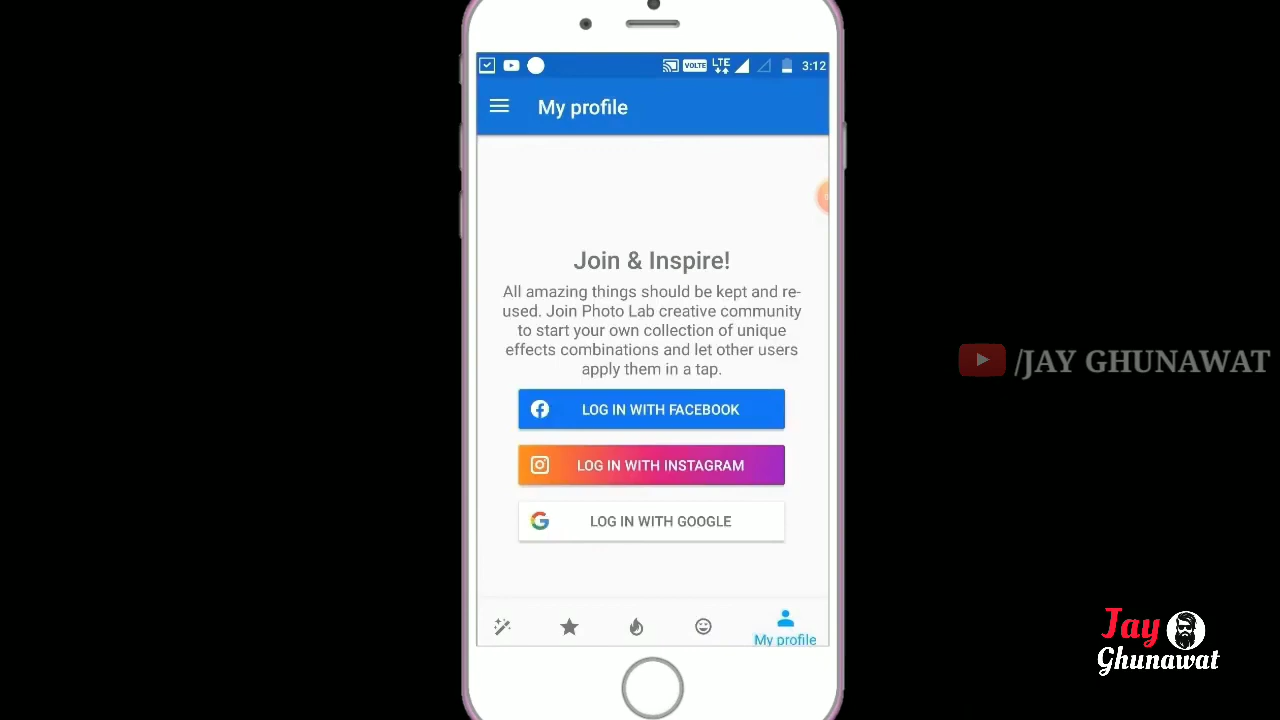 VOLTE LTE 3:12
My profile
Join & Inspire!
All amazing things should be kept and re-
used. Join Photo Lab creative community
to start your own collection of unique
effects combinations and let other users
apply them in a tap.
LOG IN WITH FACEBOOK
LOG IN WITH INSTAGRAM
LOG IN WITH GOOGLE
My profile
/JAY GHUNAWAT
Jay
Ghunawat